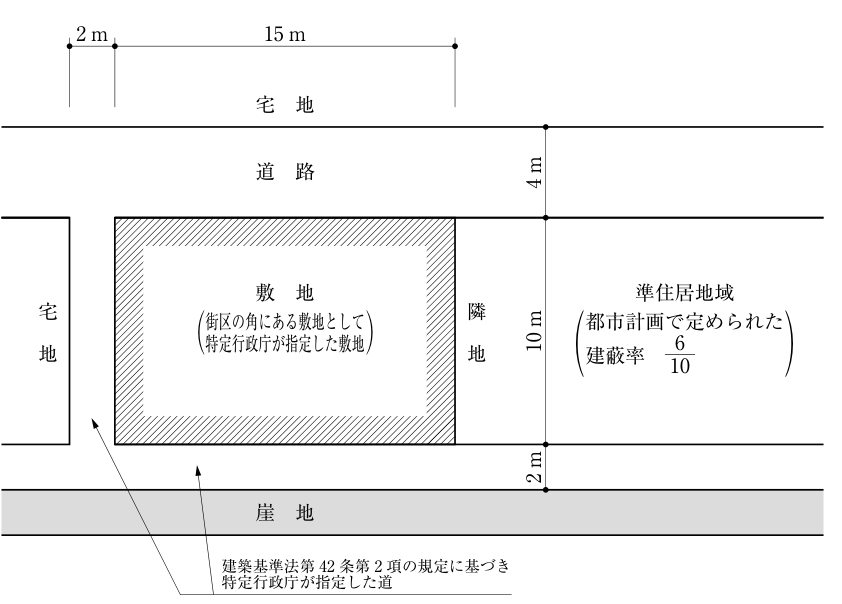 2 m
15 m
宅 地
道 路
4 m
宅地
敷 地
(街区の角にある敷地として
特定行政庁が指定した敷地)
隣地
10 m
準住居地域
(都市計画で定められた
建蔽率 6/10)
2 m
崖 地
建築基準法第 42 条第 2 項の規定に基づき
特定行政庁が指定した道